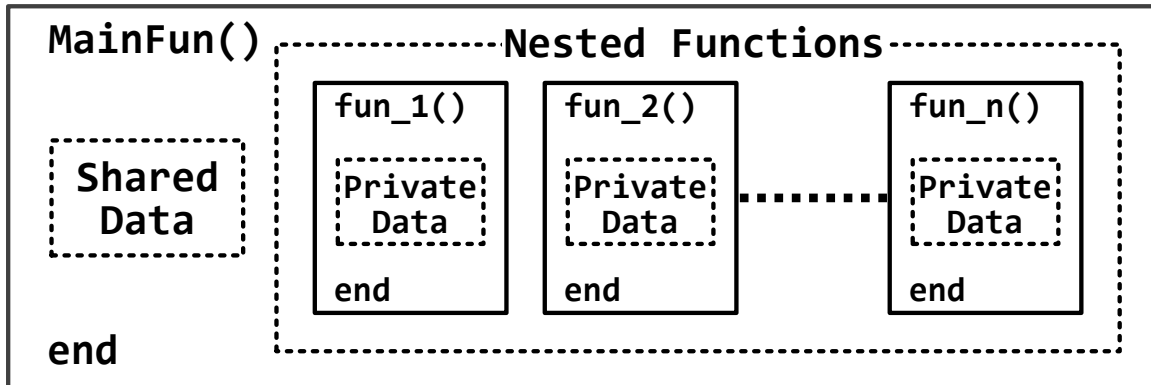 MainFun()
Nested Functions
fun_1()
Private
Data
end
fun_2()
Private
Data
end
fun_n()
Private
Data
end
Shared
Data
end